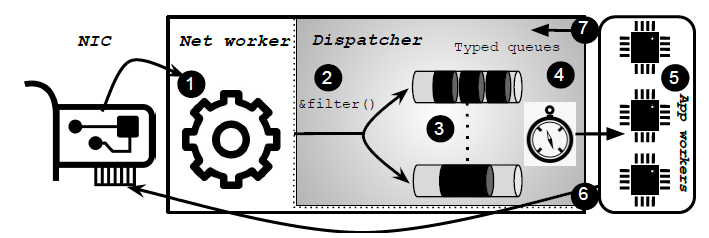 NIC
Net worker
Dispatcher
7
Typed queues
1
2
&filter()
3
4
5
App workers
6